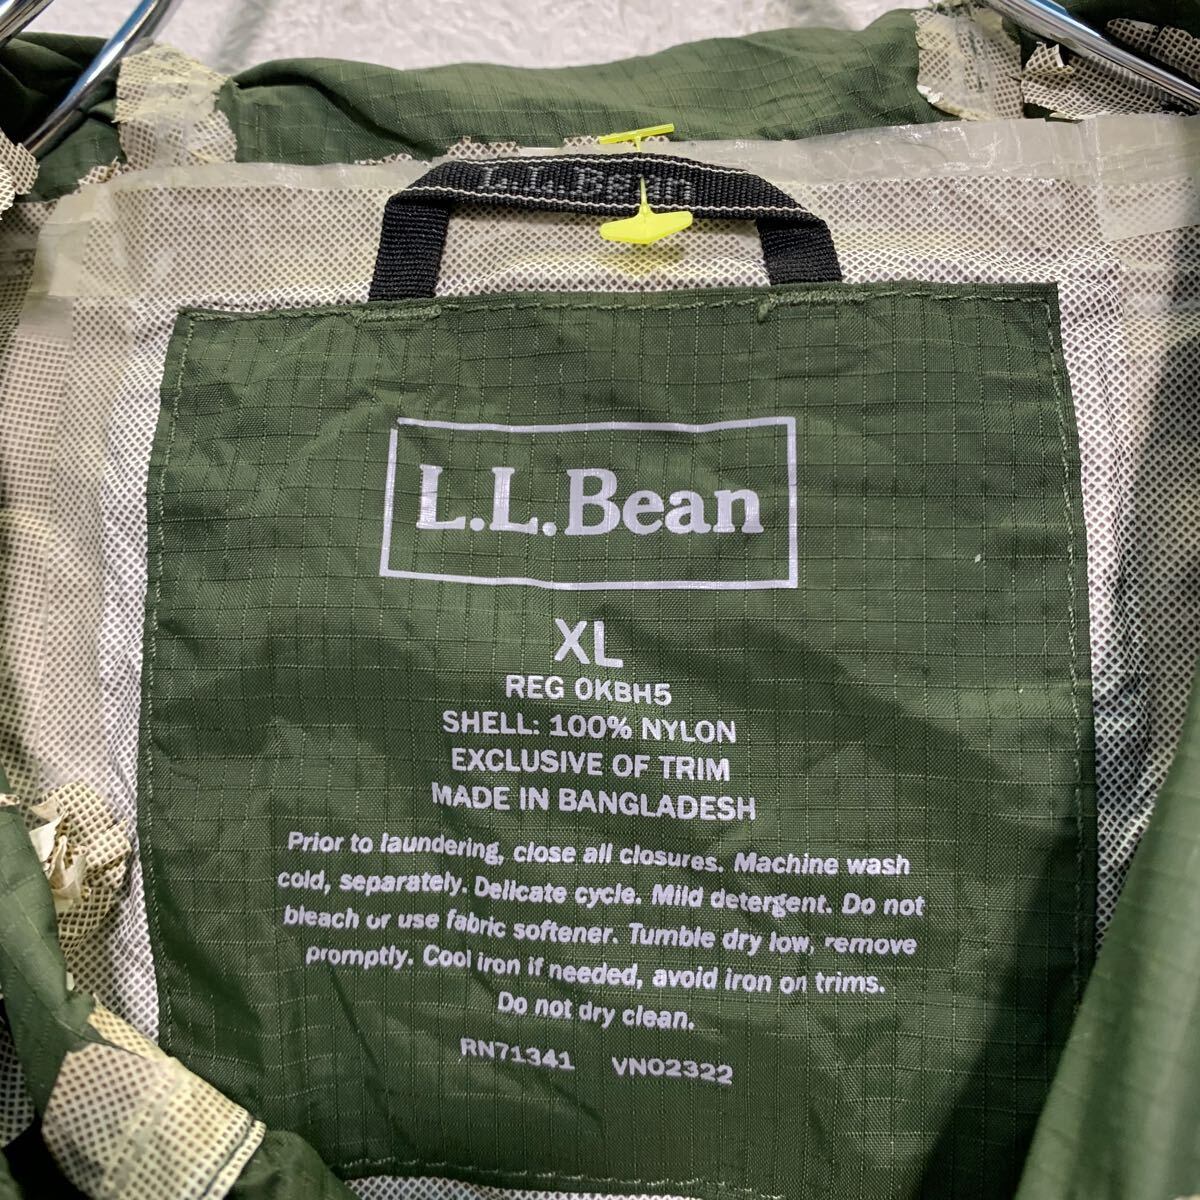 L.L.Bean
L.L.Bean
XL
REG 0KBH5
SHELL: 100% NYLON
EXCLUSIVE OF TRIM
MADE IN BANGLADESH
Prior to laundering, close all closures. Machine wash
cold, separately. Delicate cycle. Mild detergent. Do not
bleach or use fabric softener. Tumble dry low, remove
promptly. Cool iron if needed, avoid iron on trims.
Do not dry clean.
RN71341 VN02322